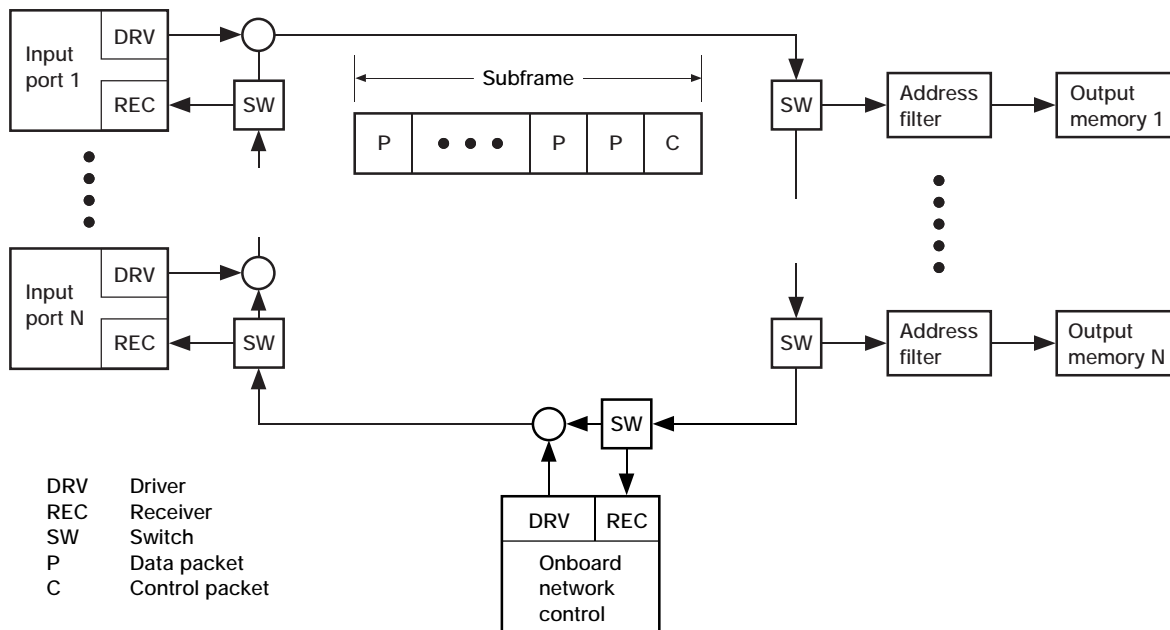 Input
port 1
DRV
REC
SW
Subframe
P
P
P
C
SW
Address
filter
Output
memory 1
Input
port N
DRV
REC
SW
SW
Address
filter
Output
memory N
SW
DRV
REC
Onboard
network
control
DRV Driver
REC Receiver
SW Switch
P Data packet
C Control packet